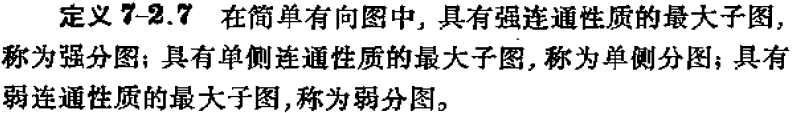 定义 7-2.7 在简单有向图中, 具有强连通性质的最大子图,
称为强分图; 具有单侧连通性质的最大子图, 称为单侧分图; 具有
弱连通性质的最大子图, 称为弱分图。